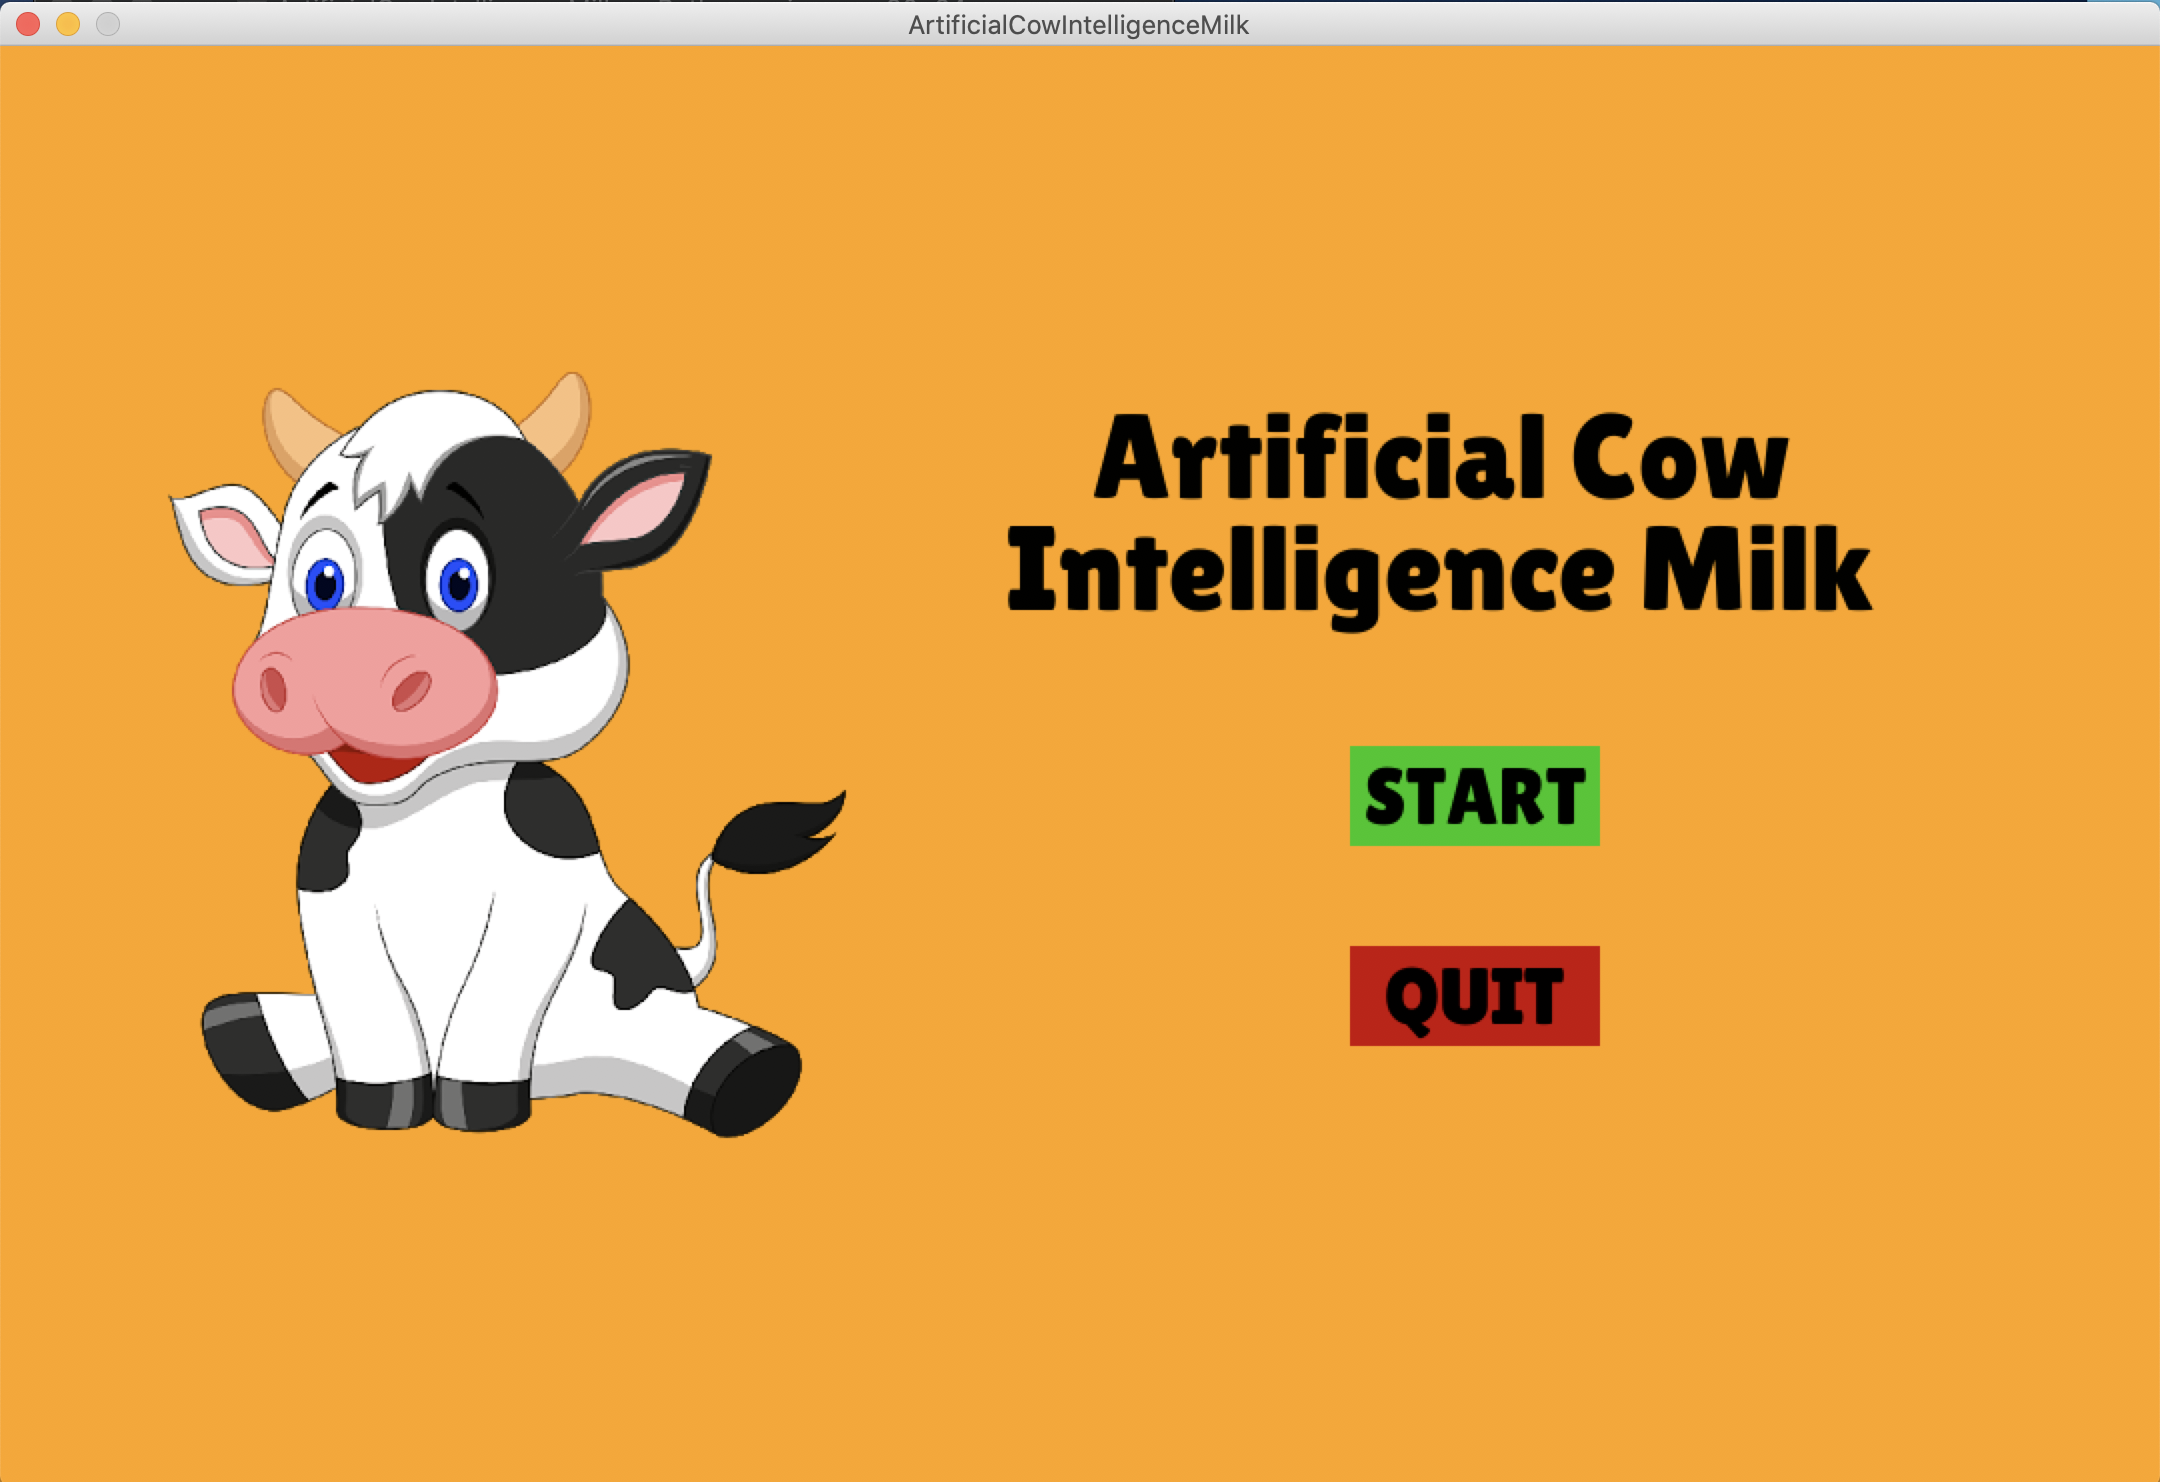 ArtificialCowIntelligenceMilk
Artificial Cow
Intelligence Milk
START
QUIT